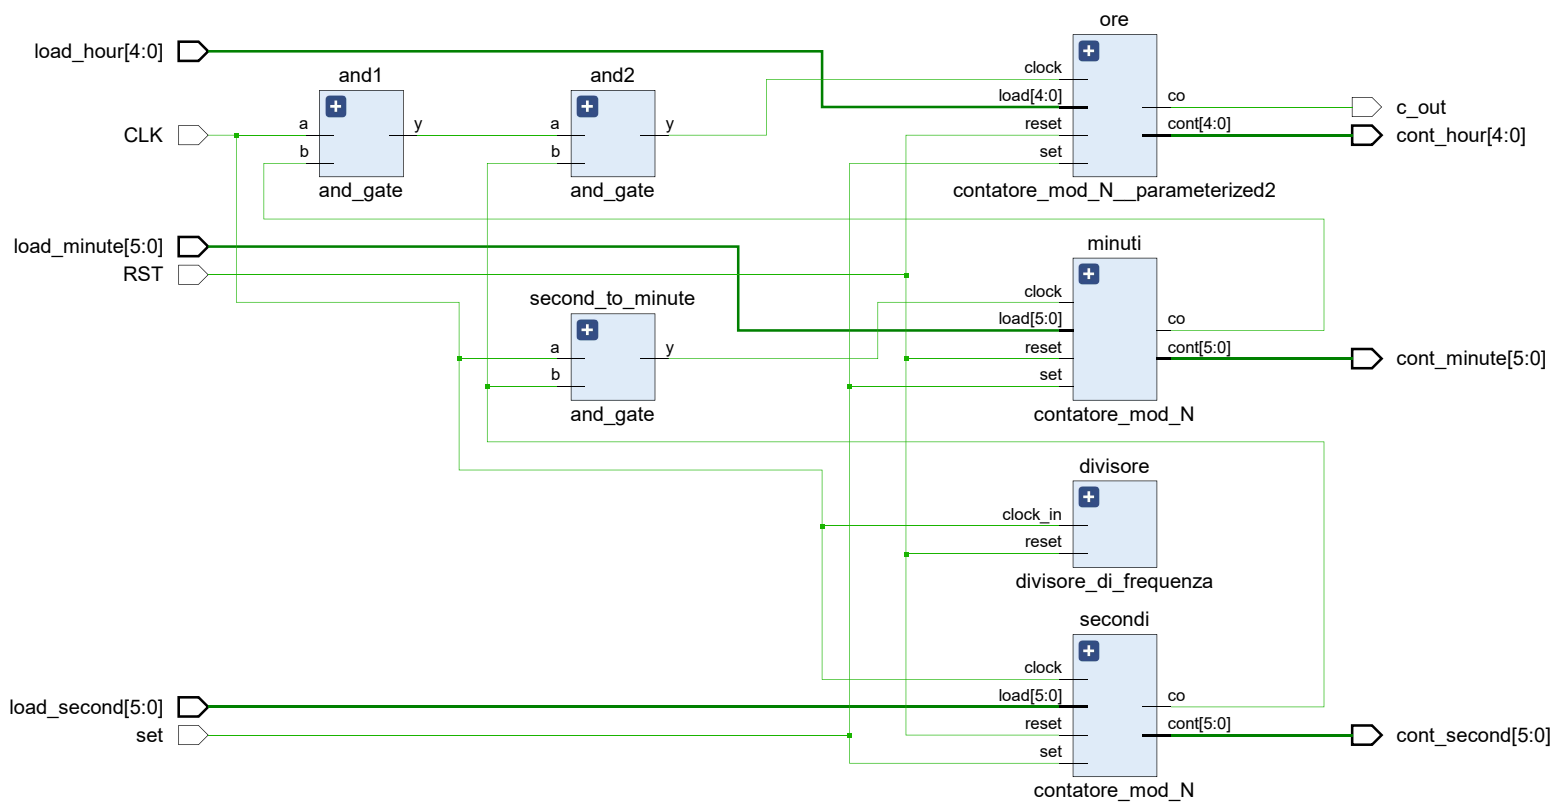 ore
load_hour[4:0]
and1
and2
clock
load[4:0]
co
c_out
a
y
a
y
reset
cont[4:0]
CLK
cont_hour[4:0]
b
b
set
and_gate
and_gate
contatore_mod_N__parameterized2
load_minute[5:0]
minuti
RST
second_to_minute
clock
load[5:0]
co
a
y
reset
cont[5:0]
cont_minute[5:0]
b
set
and_gate
contatore_mod_N
divisore
clock_in
reset
divisore_di_frequenza
secondi
clock
load_second[5:0]
load[5:0]
co
set
reset
cont[5:0]
cont_second[5:0]
set
contatore_mod_N